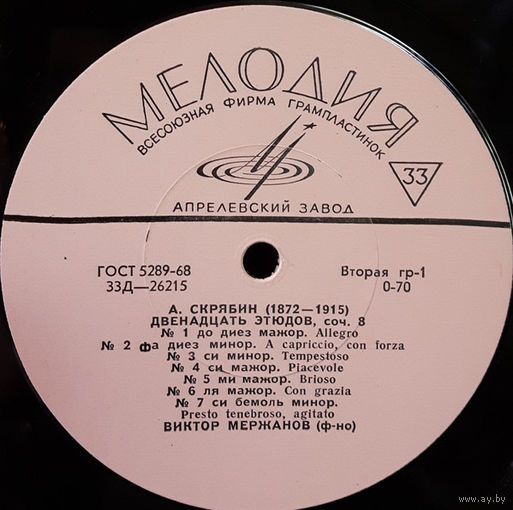 МЕЛОДИЯ
ВСЕСОЮЗНАЯ ФИРМА ГРАМПЛАСТИНОК
33
АПРЕЛЕВСКИЙ ЗАВОД
ГОСТ 5289-68
Вторая гр-1
33Д—26215
0-70
А. СКРЯБИН (1872—1915)
ДВЕНАДЦАТЬ ЭТЮДОВ, соч. 8
№ 1 до диез мажор. Allegro
№ 2 фа диез минор. A capriccio, con forza
№ 3 си минор. Tempestoso
№ 4 си мажор. Piacevole
№ 5 ми мажор. Brioso
№ 6 ля мажор. Con grazia
№ 7 си бемоль минор.
Presto tenebroso, agitato
ВИКТОР МЕРЖАНОВ (ф-но)
www.ay.by